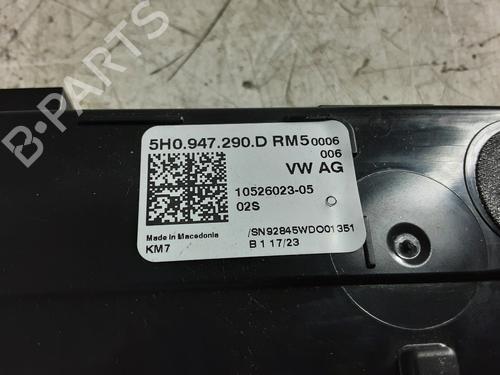 B-PARTS
5H0.947.290.D RM5 0006
006
VW AG
10526023-05
02S
Made in Macedonia
/SN92845WDO01351
KM7
B 1 17/23